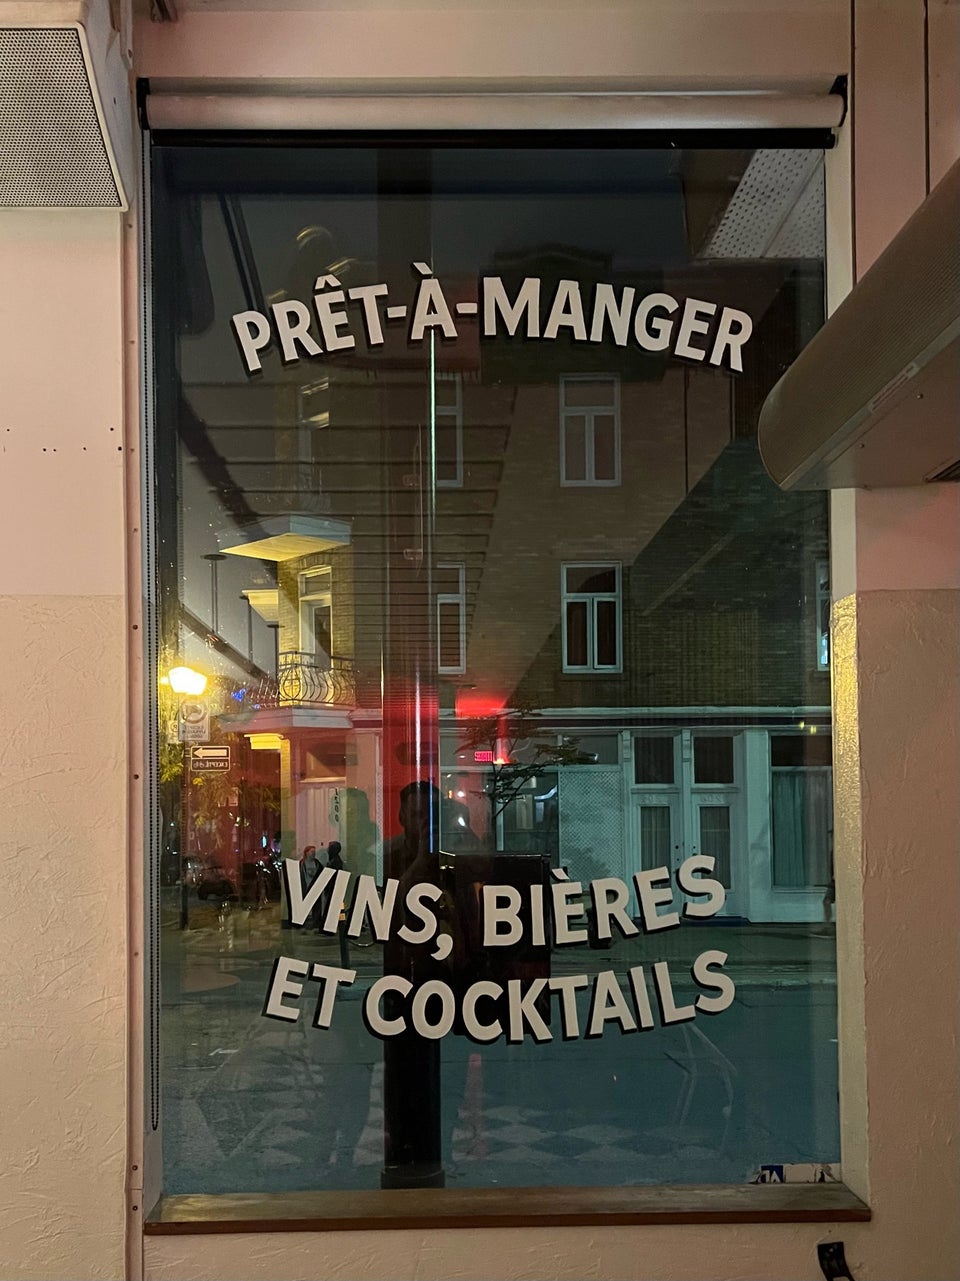 PRÊT-À-MANGER
VINS, BIÈRES
ET COCKTAILS